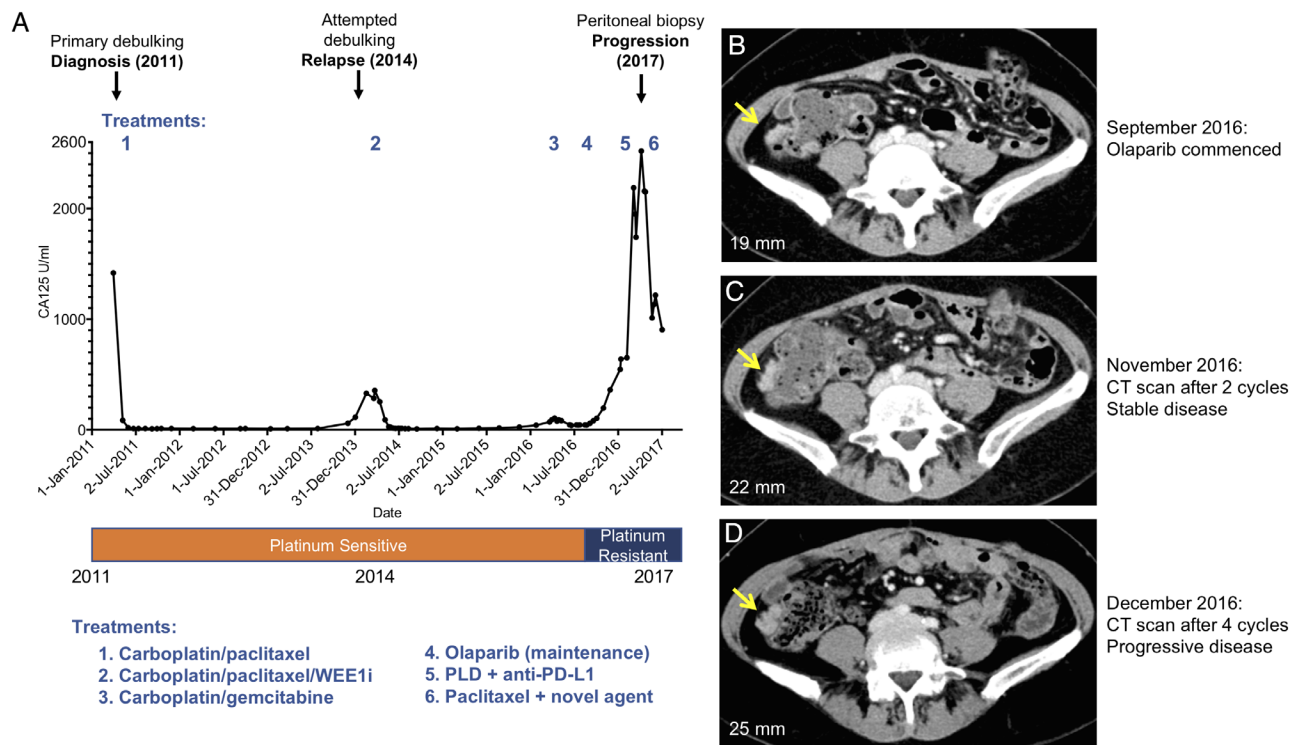 A
Primary debulking
Diagnosis (2011)
Attempted
debulking
Relapse (2014)
Peritoneal biopsy
Progression
(2017)
Treatments:
1 2 3 4 5 6
2600
2000
1000
0
CA125 U/ml
1-Jan-2011
2-Jul-2011
1-Jan-2012
1-Jul-2012
31-Dec-2012
2-Jul-2013
31-Dec-2013
2-Jul-2014
1-Jan-2015
2-Jul-2015
1-Jan-2016
1-Jul-2016
31-Dec-2016
2-Jul-2017
Date
Platinum Sensitive
Platinum
Resistant
2011 2014 2017
Treatments:
1. Carboplatin/paclitaxel
2. Carboplatin/paclitaxel/WEE1i
3. Carboplatin/gemcitabine
4. Olaparib (maintenance)
5 PLD + anti-PD-L1
6. Paclitaxel + novel agent
B
19 mm
September 2016:
Olaparib commenced
C
22 mm
November 2016:
CT scan after 2 cycles
Stable disease
D
25 mm
December 2016:
CT scan after 4 cycles
Progressive disease